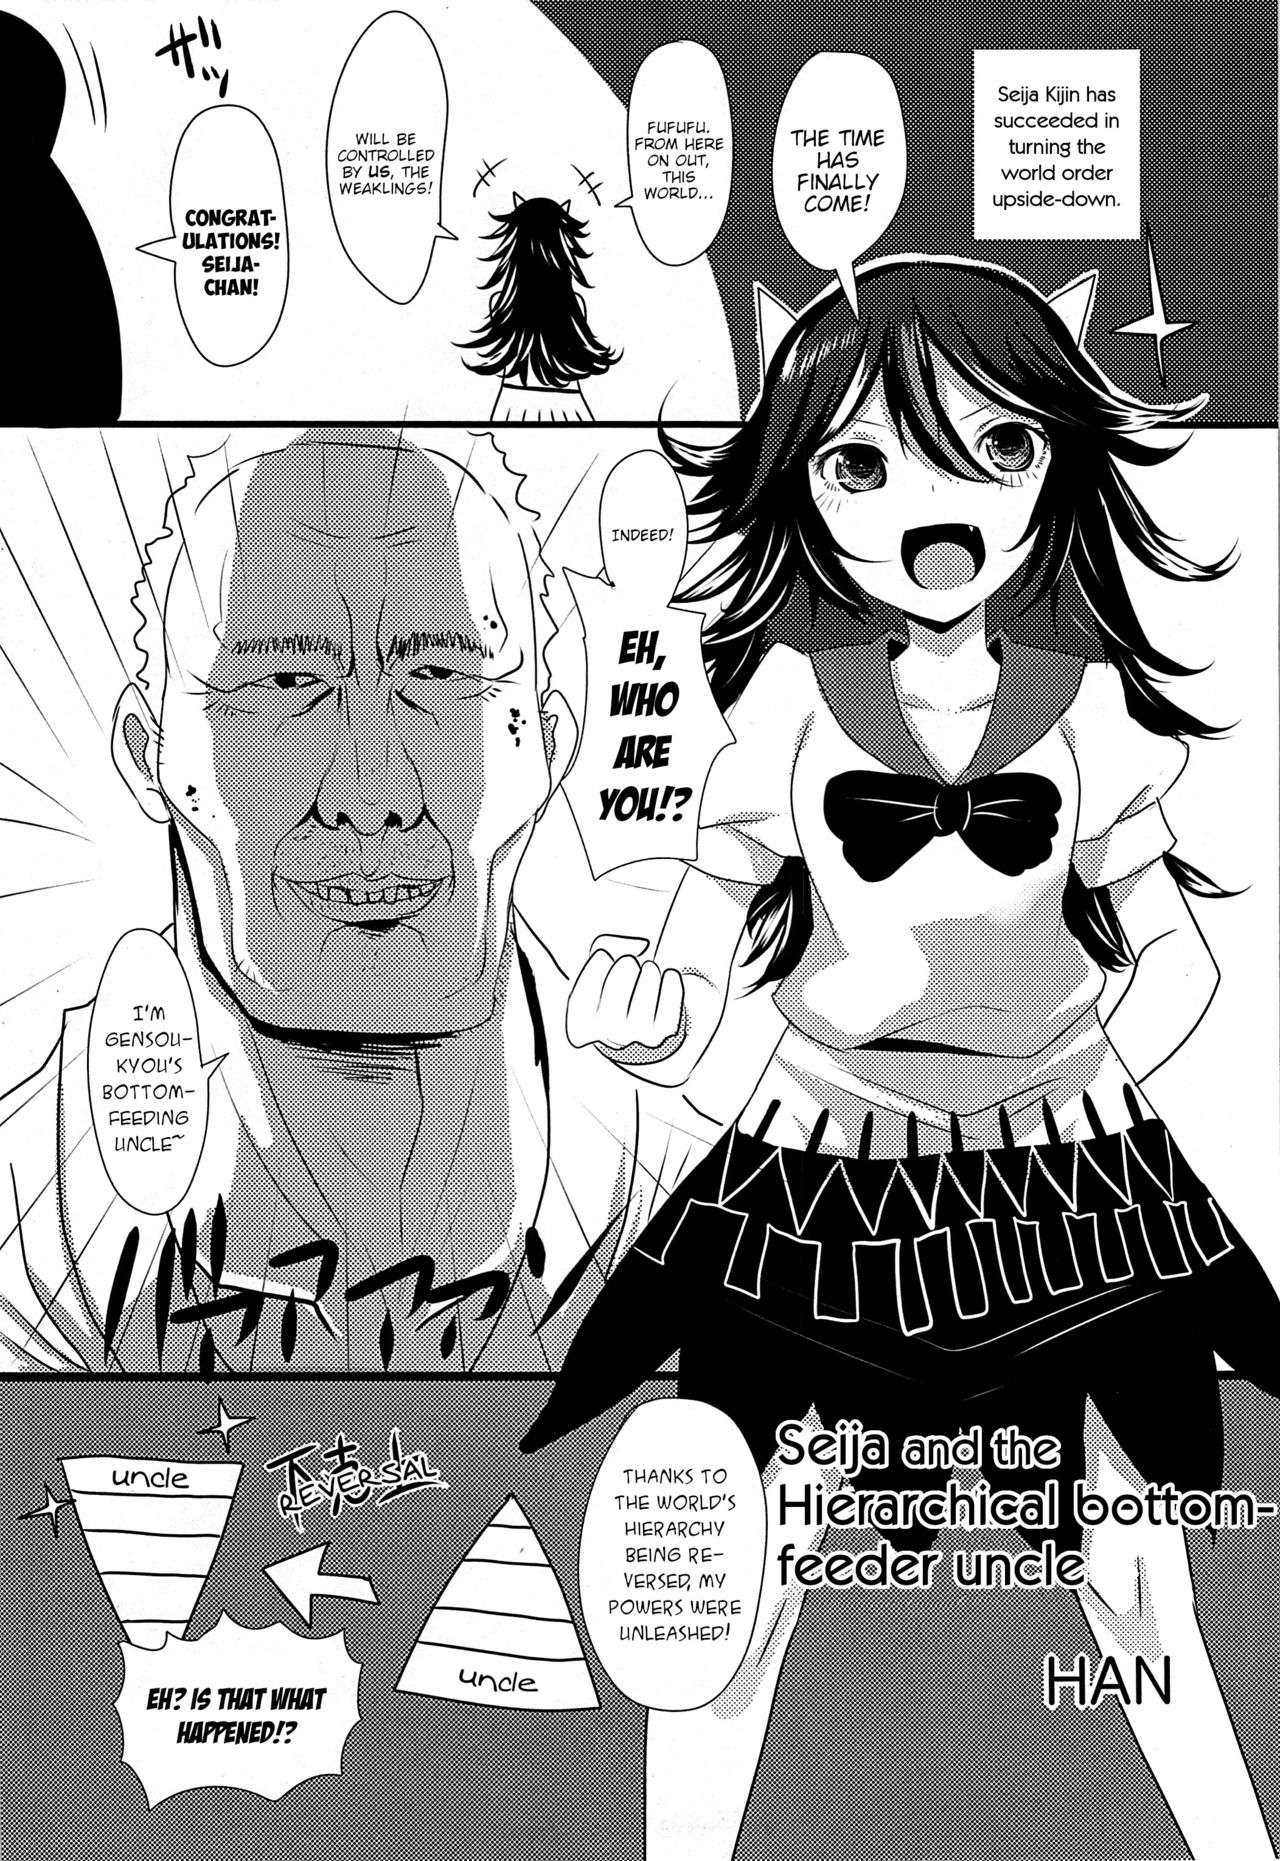 Seija Kijin has
succeeded in
turning the
world order
upside-down.
THE TIME
HAS
FINALLY
COME!
FUFUFU.
FROM HERE
ON OUT,
THIS
WORLD...
WILL BE
CONTROLLED
BY US, THE
WEAKLINGS!
CONGRAT-
ULATIONS!
SEIJA-
CHAN!
INDEED!
EH,
WHO
ARE
YOU!?
I'M
GENSOU-
KYOU'S
BOTTOM-
FEEDING
UNCLE~
THANKS TO
THE WORLD'S
HIERARCHY
BEING RE-
VERSED, MY
POWERS WERE
UNLEASHED!
uncle
REVERSAL
uncle
EH? IS THAT WHAT
HAPPENED!?
Seija and the
Hierarchical bottom-
feeder uncle
HAN